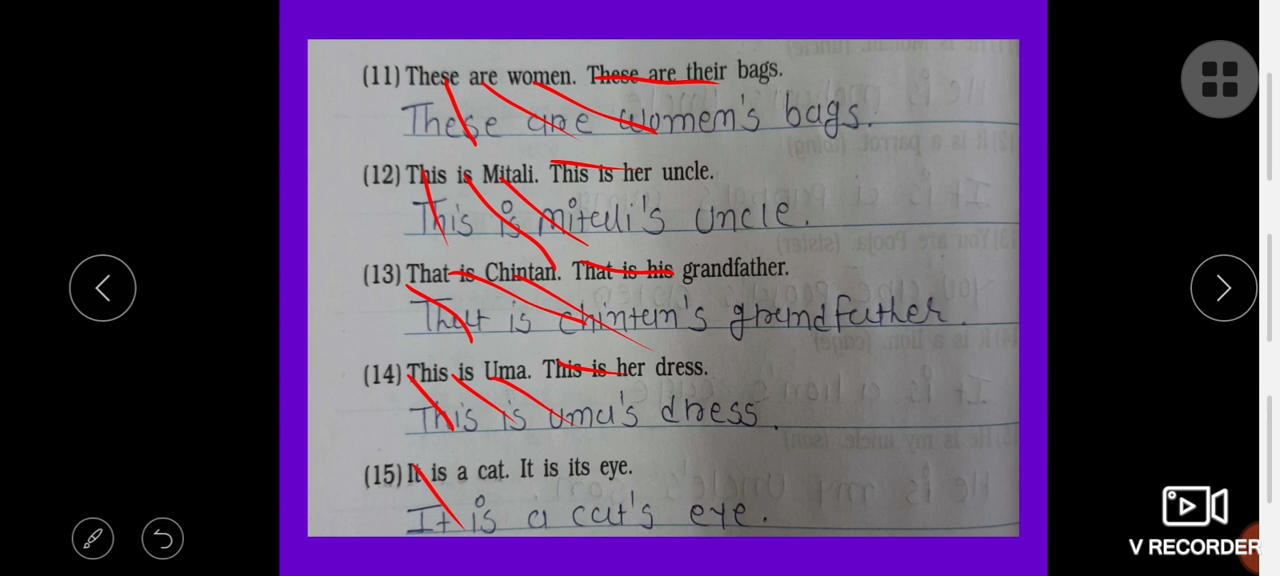 (11) These are women. These are their bags.
These are women's bags.
(12) This is Mitali. This is her uncle.
This is mitali's uncle.
(13) That is Chintan. That is his grandfather.
That is chintan's grandfather.
(14) This is Uma. This is her dress.
This is uma's dress.
(15) It is a cat. It is its eye.
It is a cat's eye.
V RECORDER